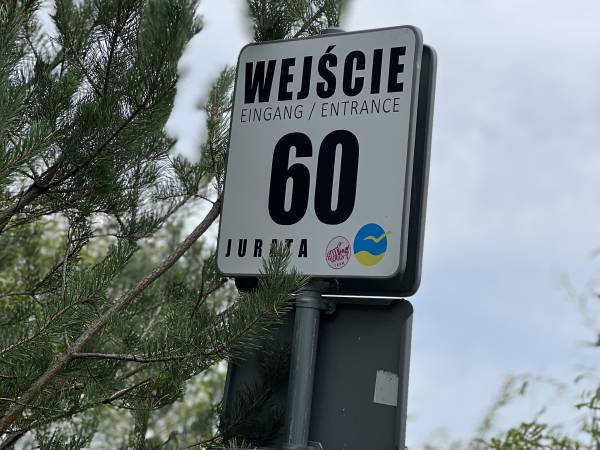 WEJŚCIE
EINGANG / ENTRANCE
60
JURATA